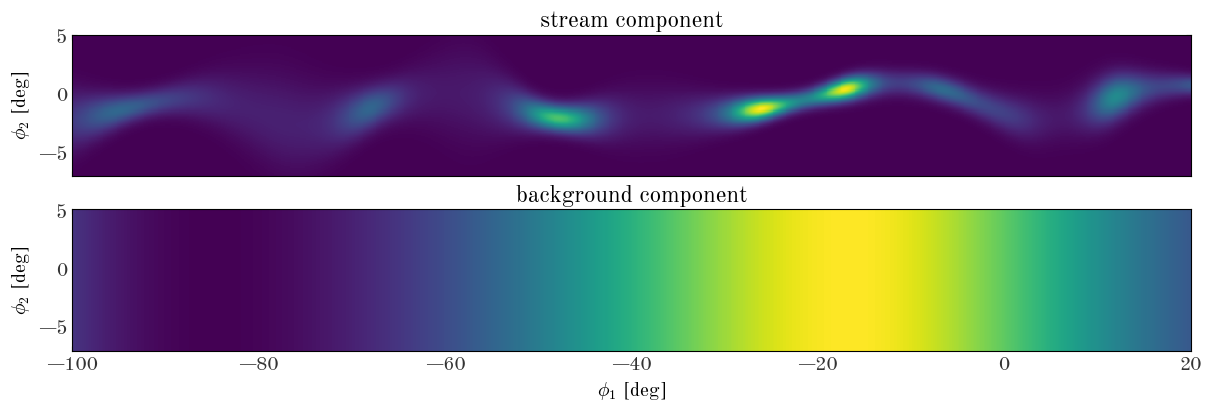 stream component
5
0
−5
ϕ₂ [deg]
background component
5
0
−5
ϕ₂ [deg]
−100 −80 −60 −40 −20 0 20
ϕ₁ [deg]